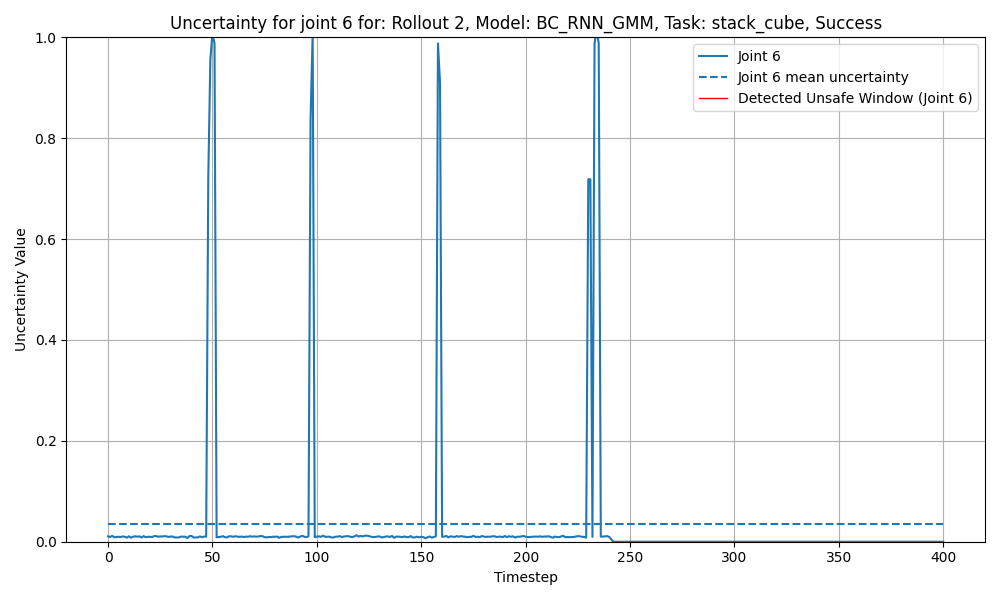 Uncertainty for joint 6 for: Rollout 2, Model: BC_RNN_GMM, Task: stack_cube, Success
Joint 6
Joint 6 mean uncertainty
Detected Unsafe Window (Joint 6)
Uncertainty Value
1.0
0.8
0.6
0.4
0.2
0.0
0 50 100 150 200 250 300 350 400
Timestep